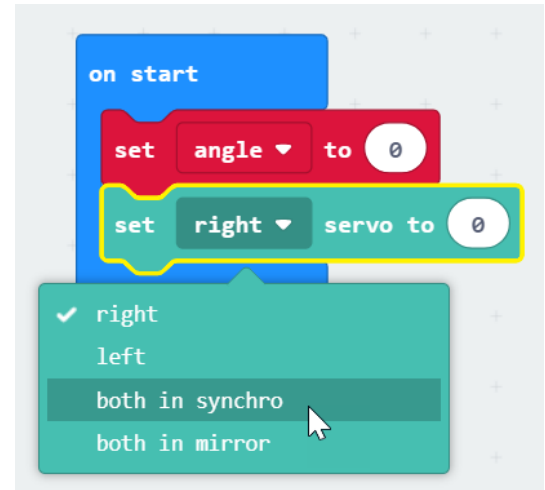 on start
set angle to 0
set right servo to 0
right
left
both in synchro
both in mirror